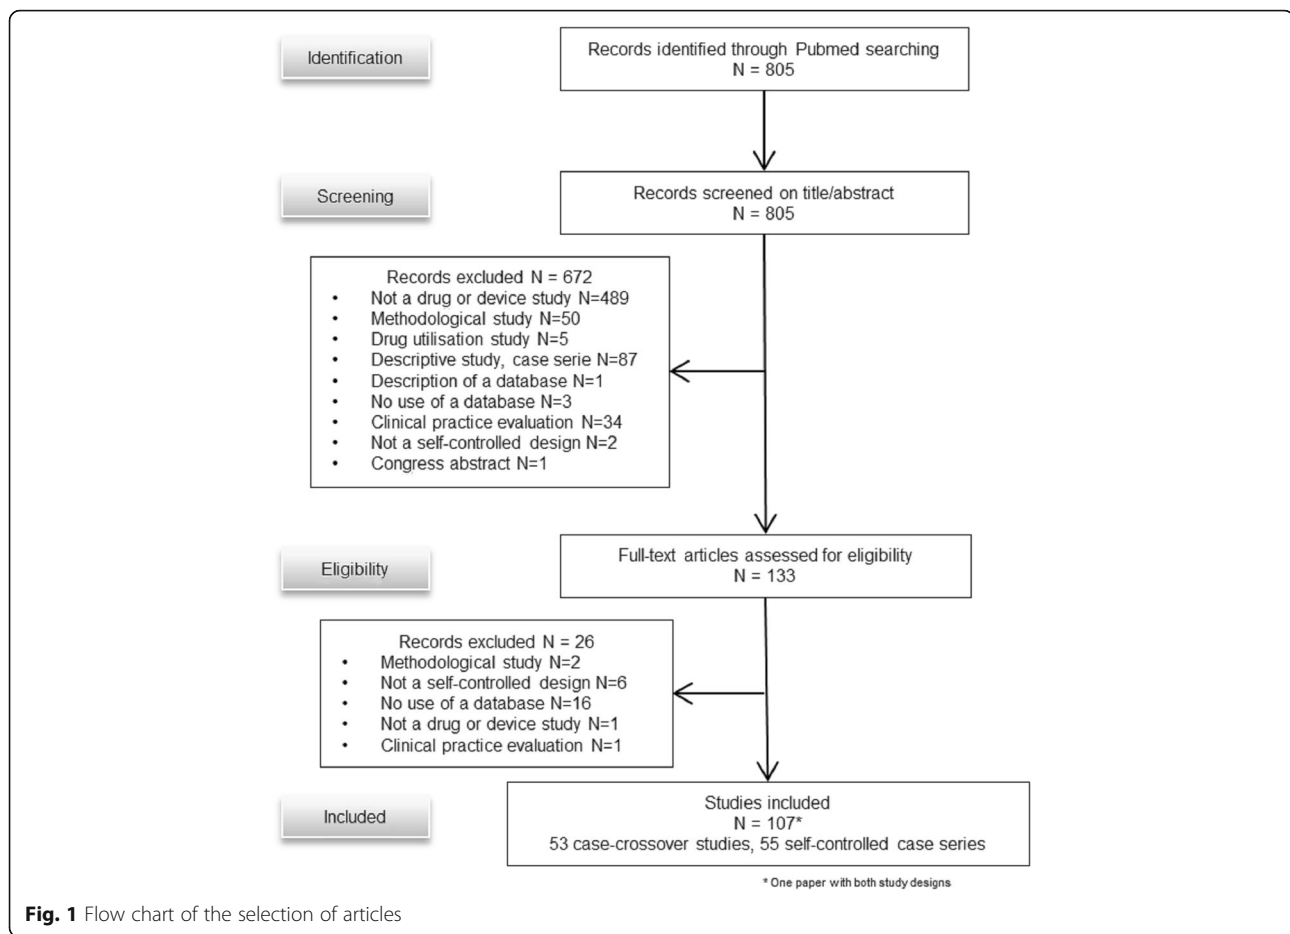 Identification
Records identified through Pubmed searching
N = 805
Screening
Records screened on title/abstract
N = 805
Records excluded N = 672
• Not a drug or device study N=489
• Methodological study N=50
• Drug utilisation study N=5
• Descriptive study, case serie N=87
• Description of a database N=1
• No use of a database N=3
• Clinical practice evaluation N=34
• Not a self-controlled design N=2
• Congress abstract N=1
Eligibility
Full-text articles assessed for eligibility
N = 133
Records excluded N = 26
• Methodological study N=2
• Not a self-controlled design N=6
• No use of a database N=16
• Not a drug or device study N=1
• Clinical practice evaluation N=1
Included
Studies included
N = 107*
53 case-crossover studies, 55 self-controlled case series
* One paper with both study designs
Fig. 1 Flow chart of the selection of articles